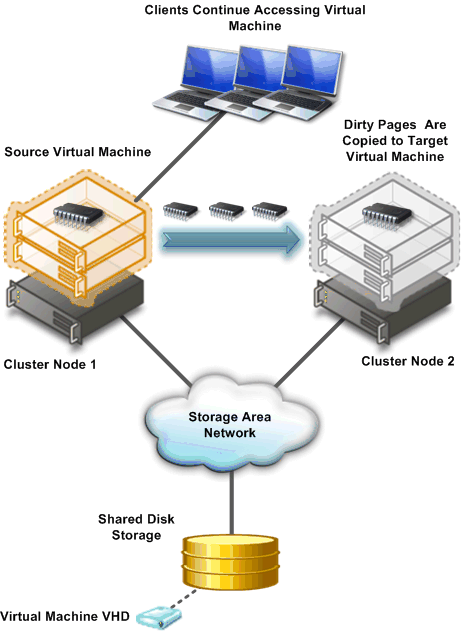 Clients Continue Accessing Virtual
Machine
Dirty Pages Are
Copied to Target
Virtual Machine
Source Virtual Machine
Cluster Node 1
Cluster Node 2
Storage Area
Network
Shared Disk
Storage
Virtual Machine VHD